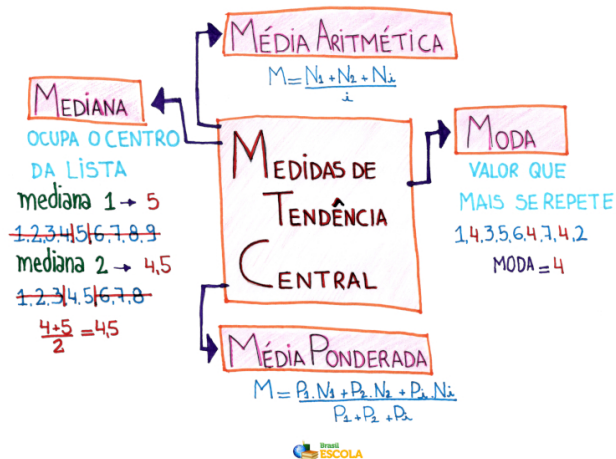 MÉDIA ARITMÉTICA
M = N1 + N2 + Ni / i
MEDIANA
OCUPA O CENTRO
DA LISTA
mediana 1 → 5
1,2,3,4|5|6,7,8,9
mediana 2 → 4,5
1,2,3|4,5|6,7,8
4+5 / 2 = 4,5
MEDIDAS DE
TENDÊNCIA
CENTRAL
MODA
VALOR QUE
MAIS SE REPETE
1,4,3,5,6,4,7,4,2
MODA = 4
MÉDIA PONDERADA
M = P1.N1 + P2.N2 + Pi.Ni / P1 + P2 + Pi
Brasil
ESCOLA